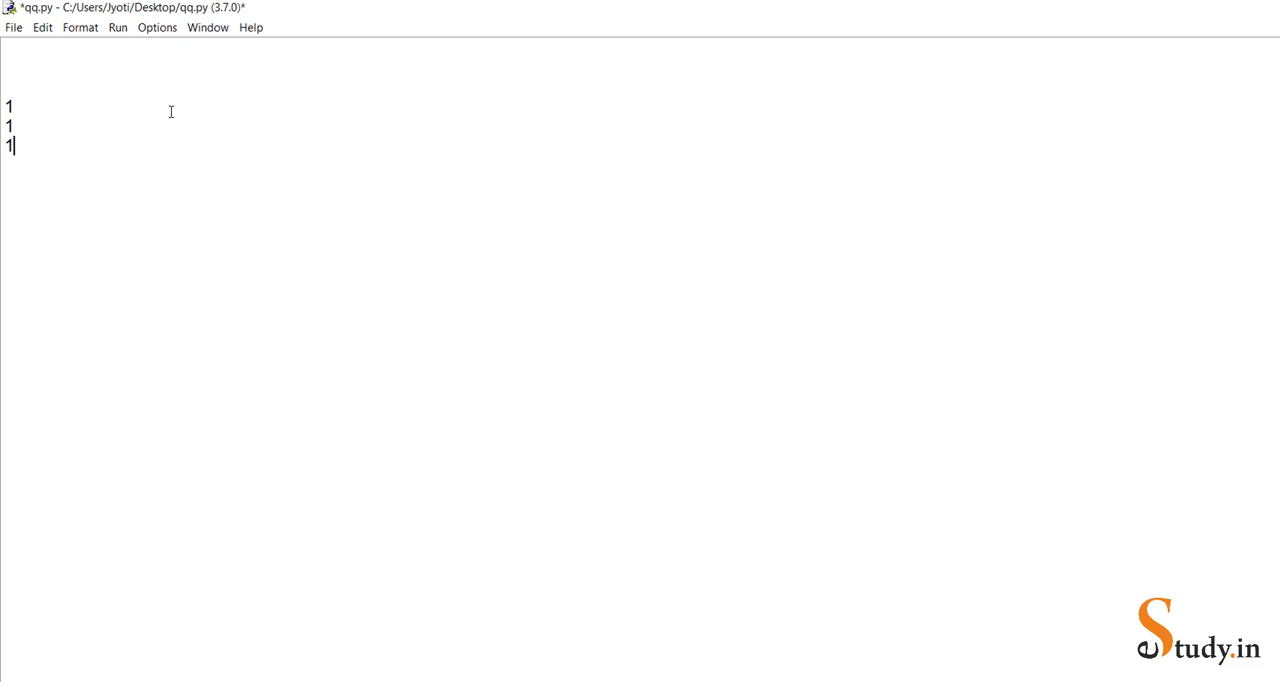 *qq.py - C:/Users/Jyoti/Desktop/qq.py (3.7.0)*
File Edit Format Run Options Window Help
1
1
1
eStudy.in